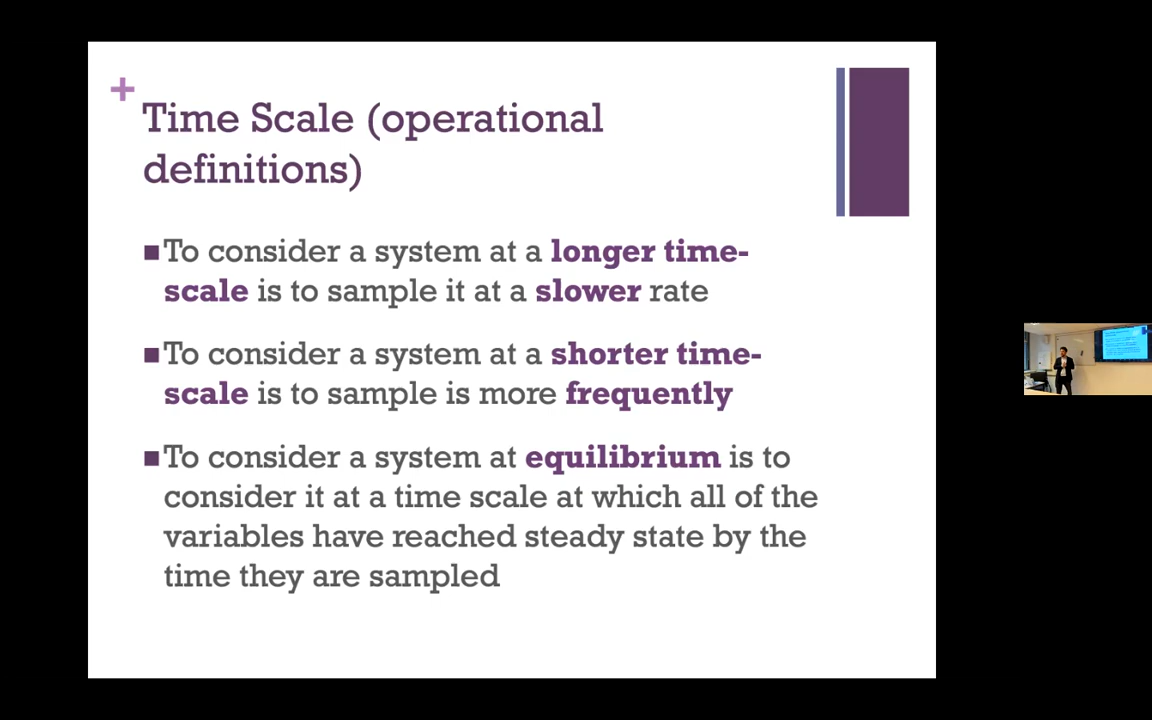 +
Time Scale (operational
definitions)
■To consider a system at a longer time-
scale is to sample it at a slower rate
■To consider a system at a shorter time-
scale is to sample is more frequently
■To consider a system at equilibrium is to
consider it at a time scale at which all of the
variables have reached steady state by the
time they are sampled